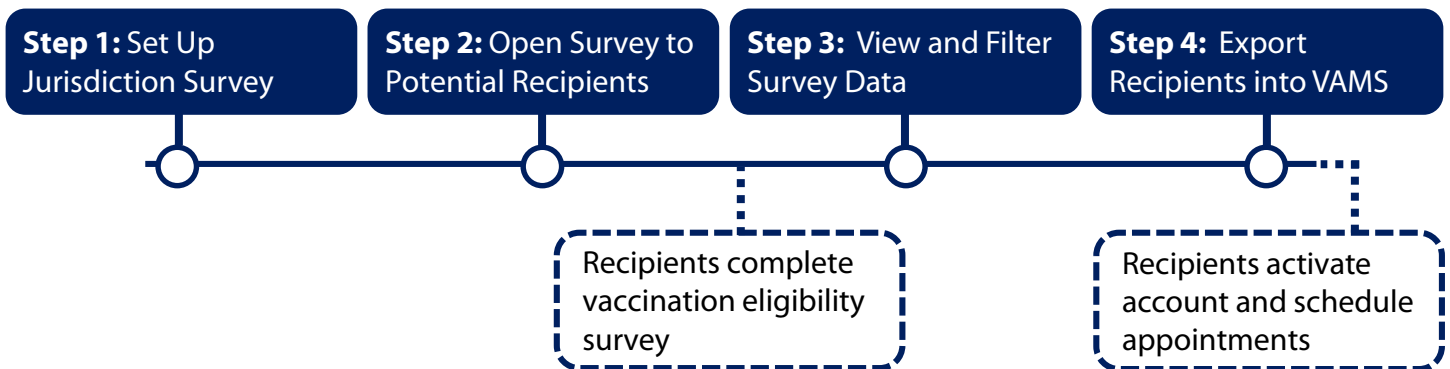 Step 1: Set Up
Jurisdiction Survey
Step 2: Open Survey to
Potential Recipients
Step 3: View and Filter
Survey Data
Step 4: Export
Recipients into VAMS
Recipients complete
vaccination eligibility
survey
Recipients activate
account and schedule
appointments